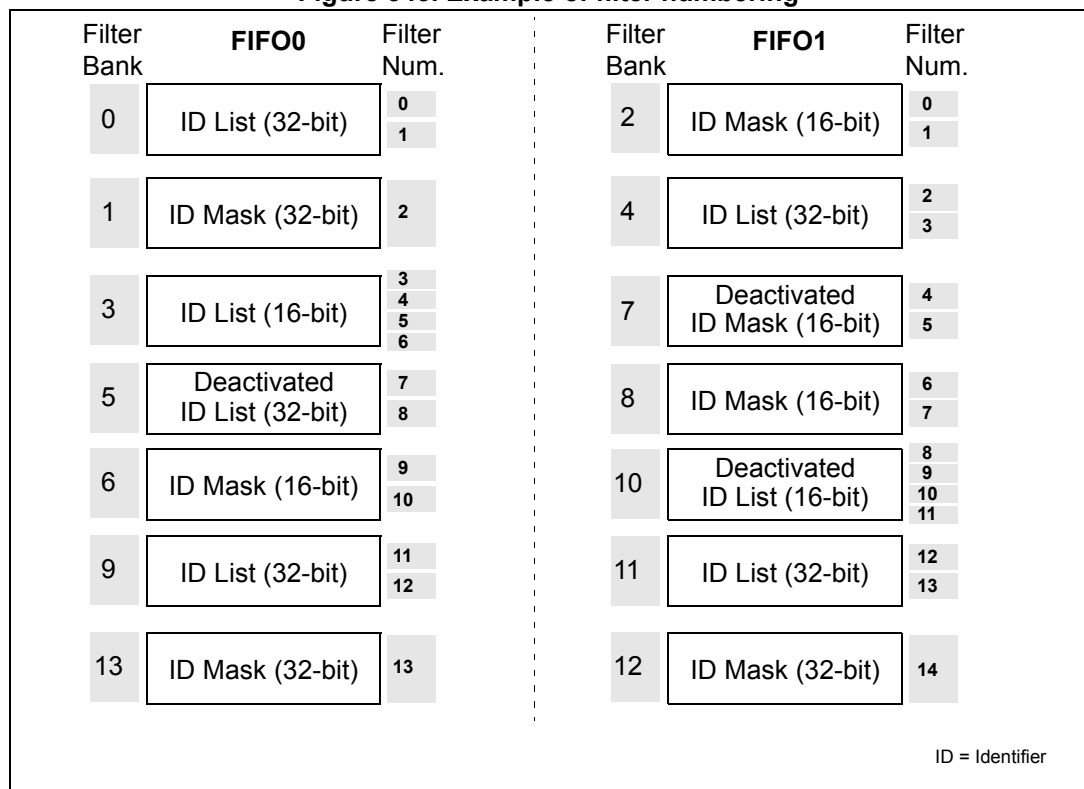 Example of filter numbering
Filter Bank
FIFO0
Filter Num.
0
ID List (32-bit)
0
1
1
ID Mask (32-bit)
2
3
ID List (16-bit)
3
4
5
6
5
Deactivated
ID List (32-bit)
7
8
6
ID Mask (16-bit)
9
10
9
ID List (32-bit)
11
12
13
ID Mask (32-bit)
13
Filter Bank
FIFO1
Filter Num.
2
ID Mask (16-bit)
0
1
4
ID List (32-bit)
2
3
7
Deactivated
ID Mask (16-bit)
4
5
8
ID Mask (16-bit)
6
7
10
Deactivated
ID List (16-bit)
8
9
10
11
11
ID List (32-bit)
12
13
12
ID Mask (32-bit)
14
ID = Identifier